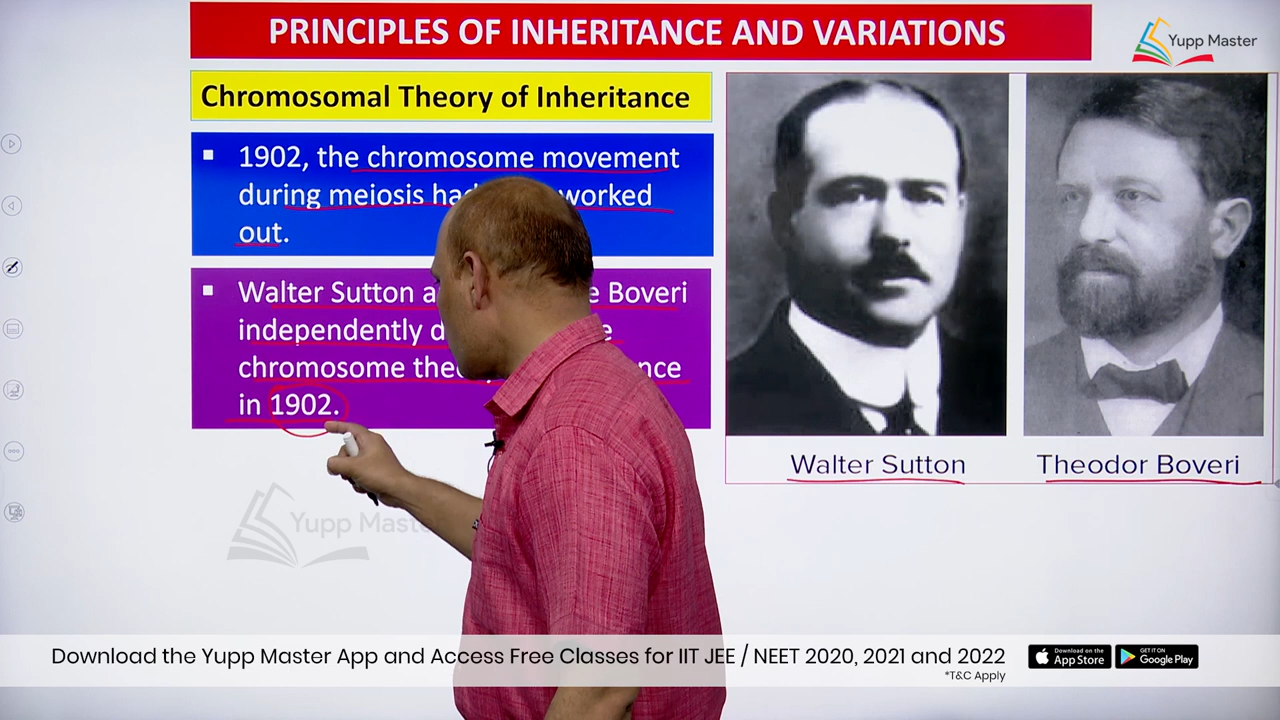 PRINCIPLES OF INHERITANCE AND VARIATIONS
Yupp Master
Chromosomal Theory of Inheritance
▪ 1902, the chromosome movement
during meiosis ha worked
out.
▪ Walter Sutton a e Boveri
independently d e
chromosome the nce
in 1902.
Walter Sutton
Theodor Boveri
Yupp Mast
Download the Yupp Master App and Access Free Classes for IIT JEE / NEET 2020, 2021 and 2022
*T&C Apply
Download on the
App Store
GET IT ON
Google Play